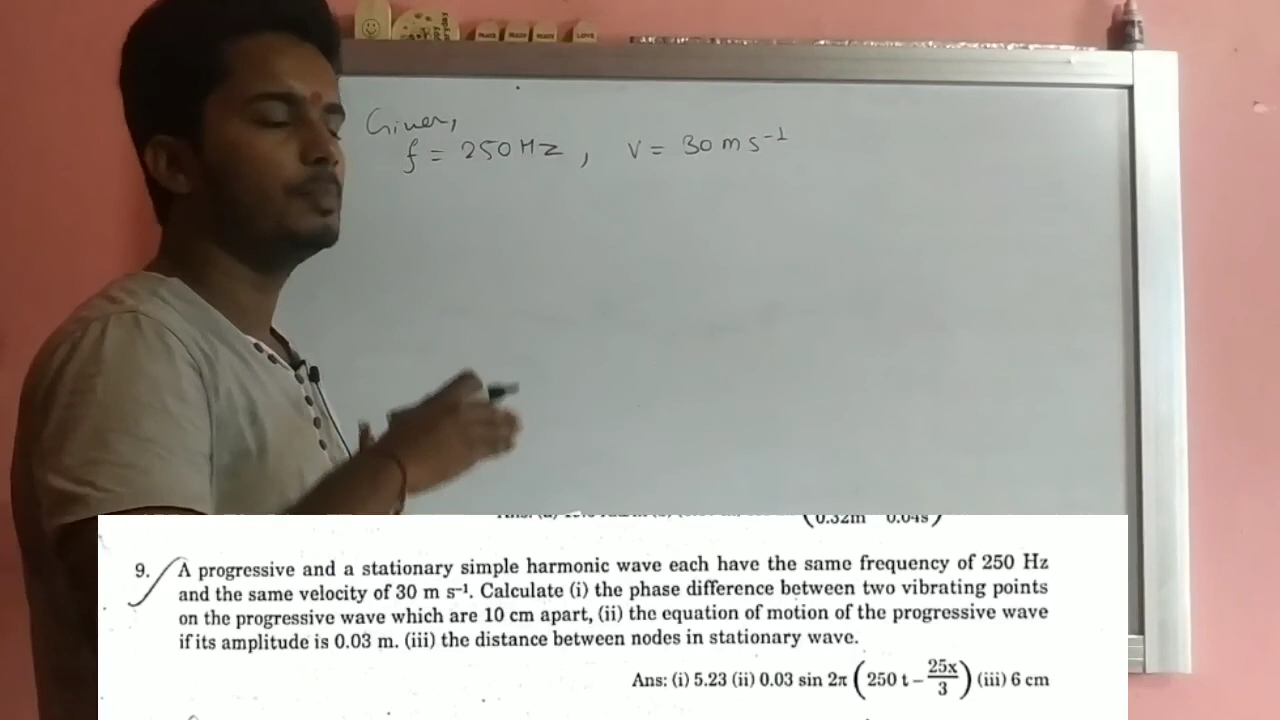 Given,
f = 250 Hz, v = 30 m s⁻¹
(0.32m 0.04s)
9. A progressive and a stationary simple harmonic wave each have the same frequency of 250 Hz
and the same velocity of 30 m s⁻¹. Calculate (i) the phase difference between two vibrating points
on the progressive wave which are 10 cm apart, (ii) the equation of motion of the progressive wave
if its amplitude is 0.03 m. (iii) the distance between nodes in stationary wave.
Ans: (i) 5.23 (ii) 0.03 sin 2π (250 t – 25x/3) (iii) 6 cm